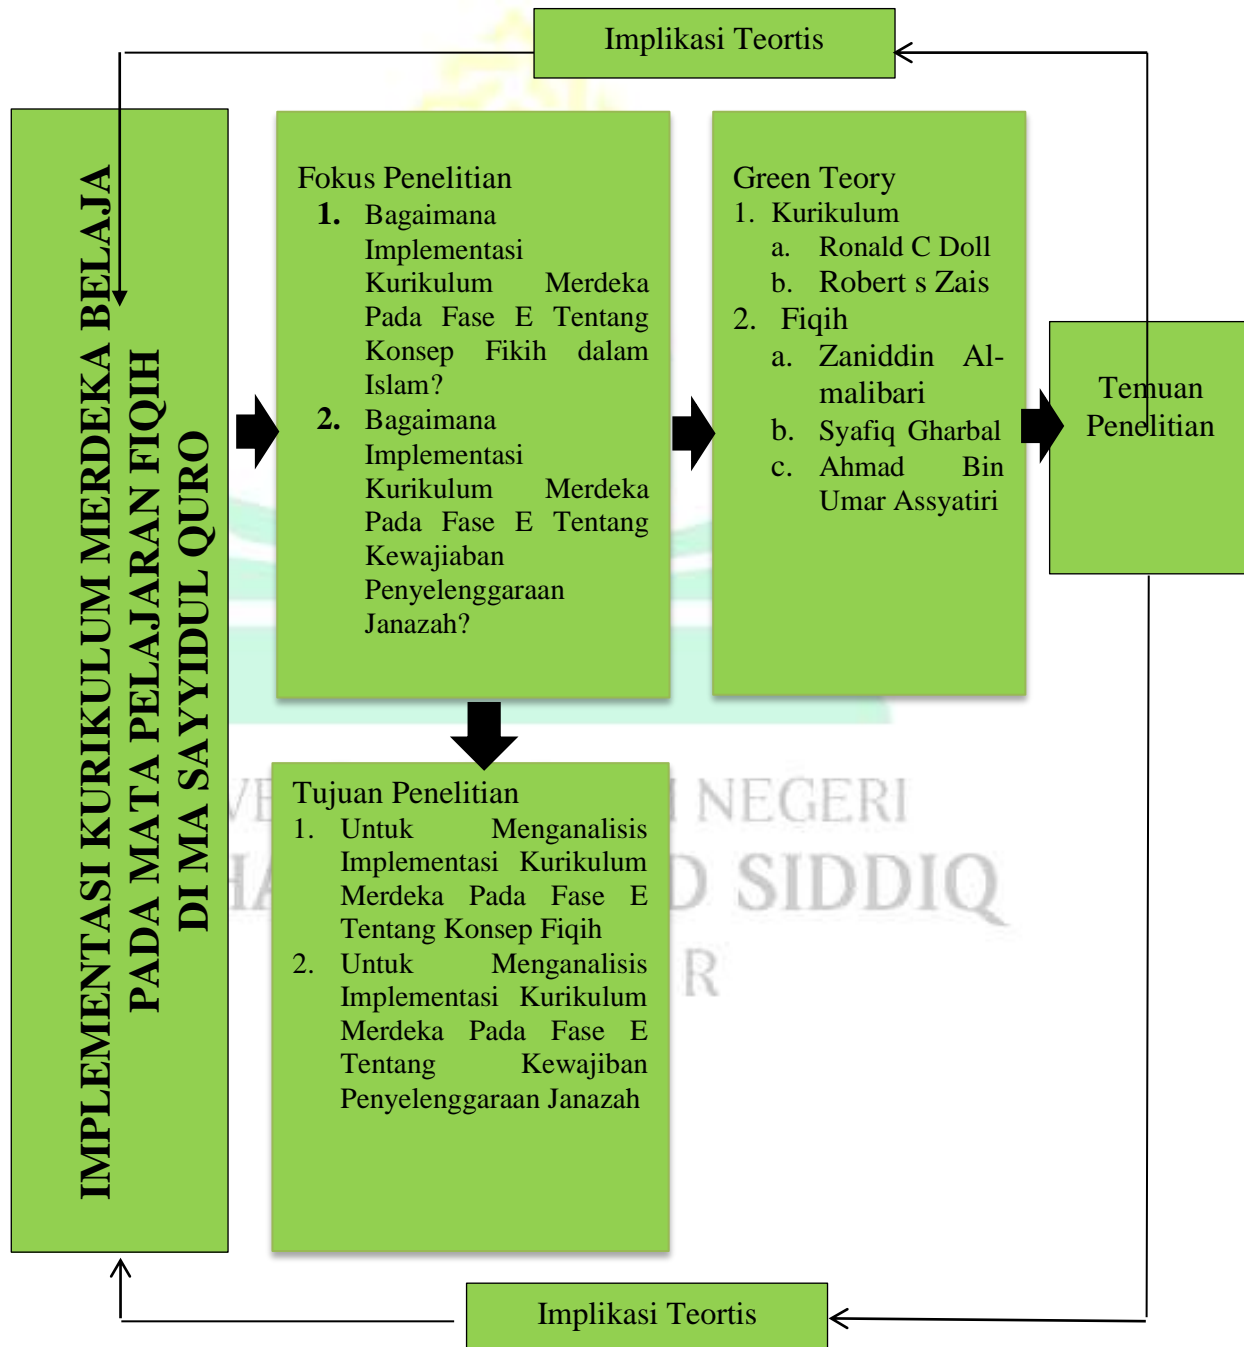 Implikasi Teortis
IMPLEMENTASI KURIKULUM MERDEKA BELAJA
PADA MATA PELAJARAN FIQIH
DI MA SAYYIDUL QURO
Fokus Penelitian
1. Bagaimana
Implementasi
Kurikulum Merdeka
Pada Fase E Tentang
Konsep Fikih dalam
Islam?
2. Bagaimana
Implementasi
Kurikulum Merdeka
Pada Fase E Tentang
Kewajiaban
Penyelenggaraan
Janazah?
Green Teory
1. Kurikulum
a. Ronald C Doll
b. Robert s Zais
2. Fiqih
a. Zaniddin Al-
malibari
b. Syafiq Gharbal
c. Ahmad Bin
Umar Assyatiri
Temuan
Penelitian
Tujuan Penelitian
1. Untuk Menganalisis
Implementasi Kurikulum
Merdeka Pada Fase E
Tentang Konsep Fiqih
2. Untuk Menganalisis
Implementasi Kurikulum
Merdeka Pada Fase E
Tentang Kewajiban
Penyelenggaraan Janazah
NEGERI
SIDDIQ
Implikasi Teortis